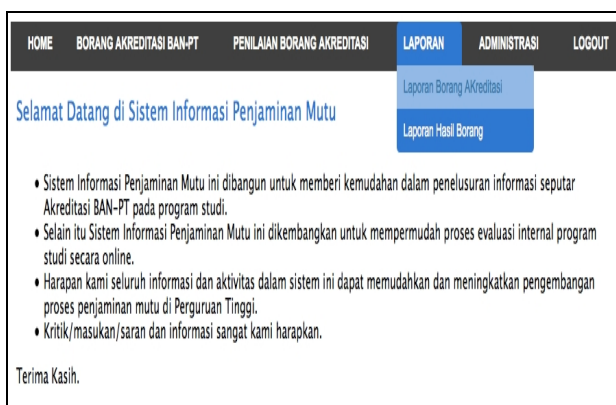 HOME BORANG AKREDITASI BAN-PT PENILAIAN BORANG AKREDITASI LAPORAN ADMINISTRASI LOGOUT
Laporan Borang AKreditasi
Laporan Hasil Borang
Selamat Datang di Sistem Informasi Penjaminan Mutu
• Sistem Informasi Penjaminan Mutu ini dibangun untuk memberi kemudahan dalam penelusuran informasi seputar
Akreditasi BAN-PT pada program studi.
• Selain itu Sistem Informasi Penjaminan Mutu ini dikembangkan untuk mempermudah proses evaluasi internal program
studi secara online.
• Harapan kami seluruh informasi dan aktivitas dalam sistem ini dapat memudahkan dan meningkatkan pengembangan
proses penjaminan mutu di Perguruan Tinggi.
• Kritik/masukan/saran dan informasi sangat kami harapkan.
Terima Kasih.